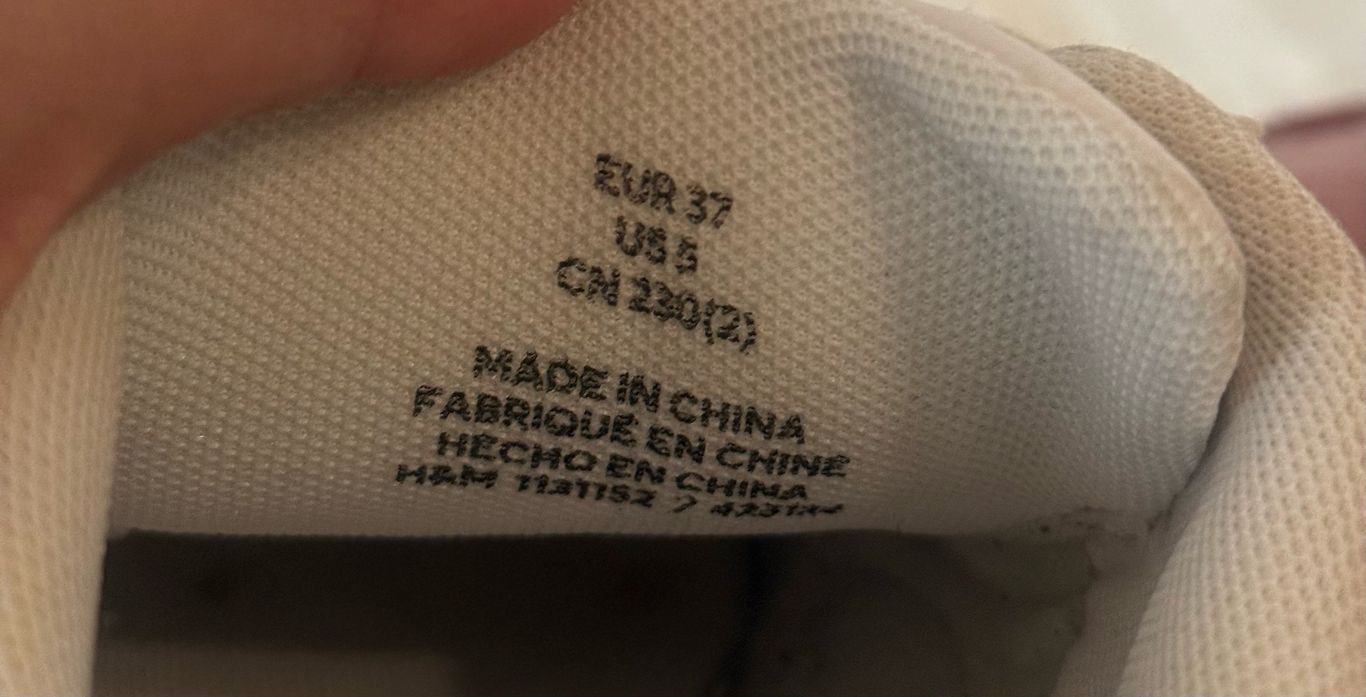 EUR 37
US 5
CN 230(2)
MADE IN CHINA
FABRIQUÉ EN CHINE
HECHO EN CHINA
H&M 1131152 /